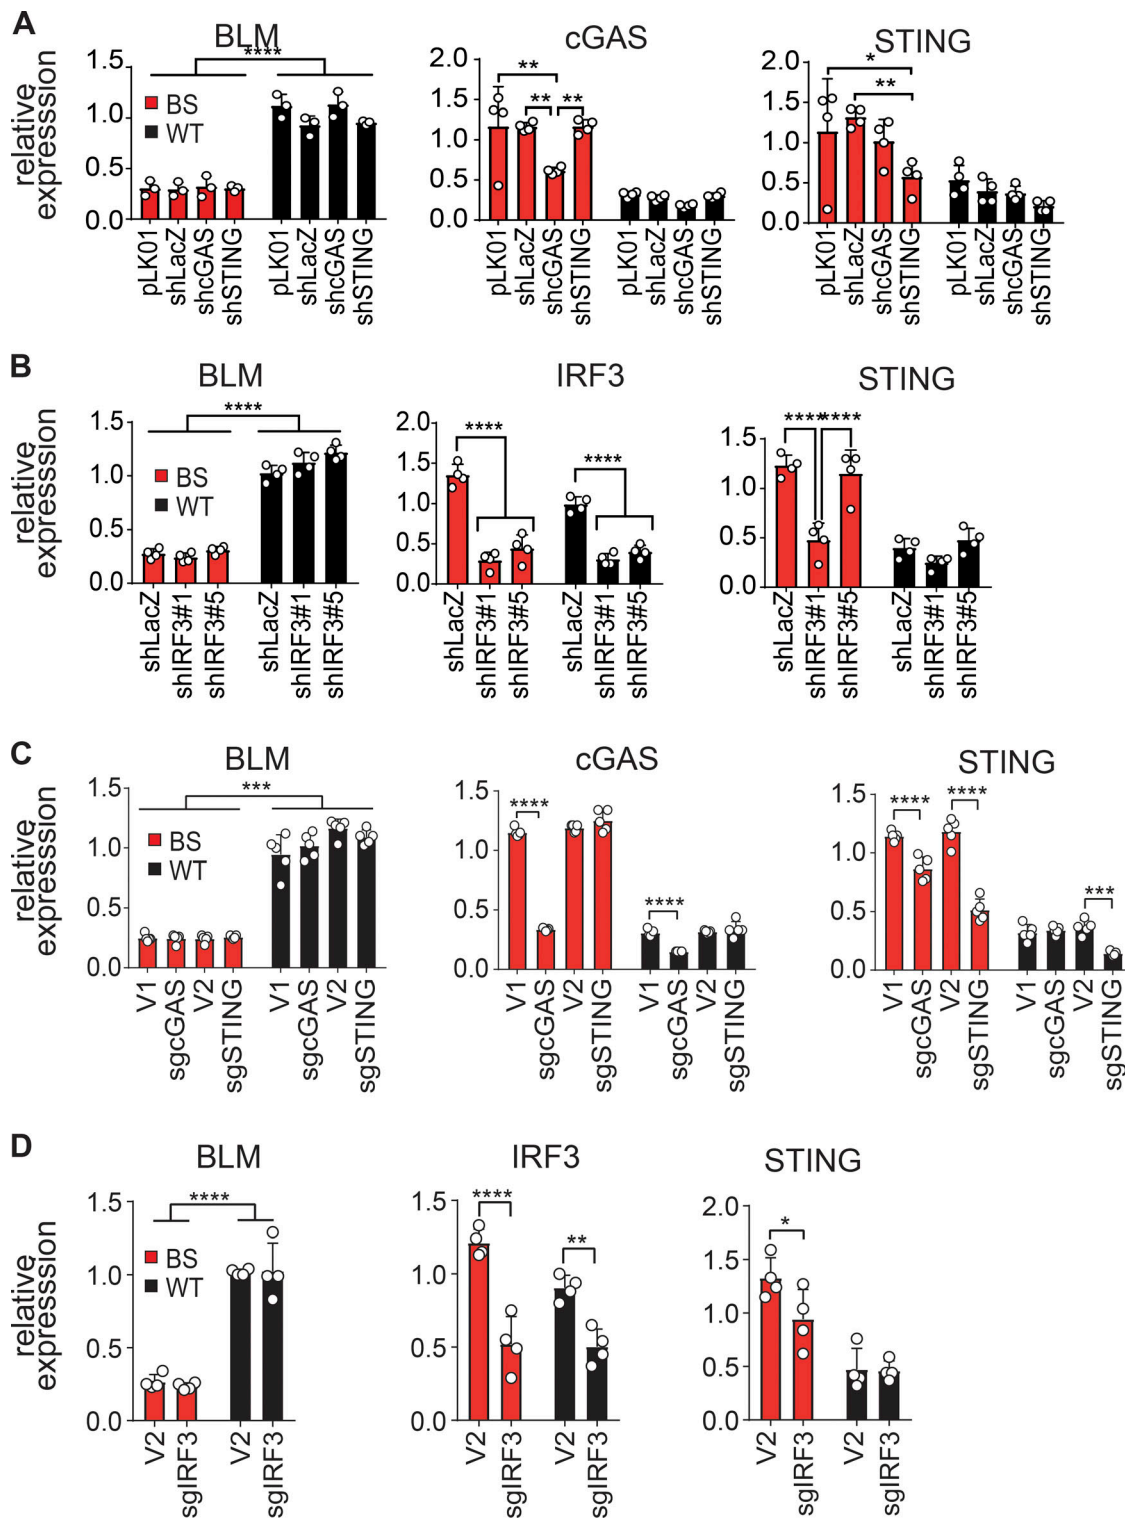 A
BLM
cGAS
STING
relative
expresssion
1.5
1.0
0.5
0.0
BS
WT
****
pLK01
shLacZ
shcGAS
shSTING
pLK01
shLacZ
shcGAS
shSTING
2.0
1.5
1.0
0.5
0.0
**
** **
pLK01
shLacZ
shcGAS
shSTING
pLK01
shLacZ
shcGAS
shSTING
2.0
1.5
1.0
0.5
0.0
*
**
pLK01
shLacZ
shcGAS
shSTING
pLK01
shLacZ
shcGAS
shSTING
B
BLM
IRF3
STING
relative
expresssion
1.5
1.0
0.5
0.0
BS
WT
****
shLacZ
shIRF3#1
shIRF3#5
shLacZ
shIRF3#1
shIRF3#5
2.0
1.5
1.0
0.5
0.0
****
****
shLacZ
shIRF3#1
shIRF3#5
shLacZ
shIRF3#1
shIRF3#5
1.5
1.0
0.5
0.0
**** ****
shLacZ
shIRF3#1
shIRF3#5
shLacZ
shIRF3#1
shIRF3#5
C
BLM
cGAS
STING
relative
expresssion
1.5
1.0
0.5
0.0
BS
WT
***
V1
sgcGAS
V2
sgSTING
V1
sgcGAS
V2
sgSTING
1.5
1.0
0.5
0.0
****
****
V1
sgcGAS
V2
sgSTING
V1
sgcGAS
V2
sgSTING
1.5
1.0
0.5
0.0
**** ****
***
V1
sgcGAS
V2
sgSTING
V1
sgcGAS
V2
sgSTING
D
BLM
IRF3
STING
relative
expresssion
1.5
1.0
0.5
0.0
BS
WT
****
V2
sgIRF3
V2
sgIRF3
1.5
1.0
0.5
0.0
****
**
V2
sgIRF3
V2
sgIRF3
2.0
1.5
1.0
0.5
0.0
*
V2
sgIRF3
V2
sgIRF3